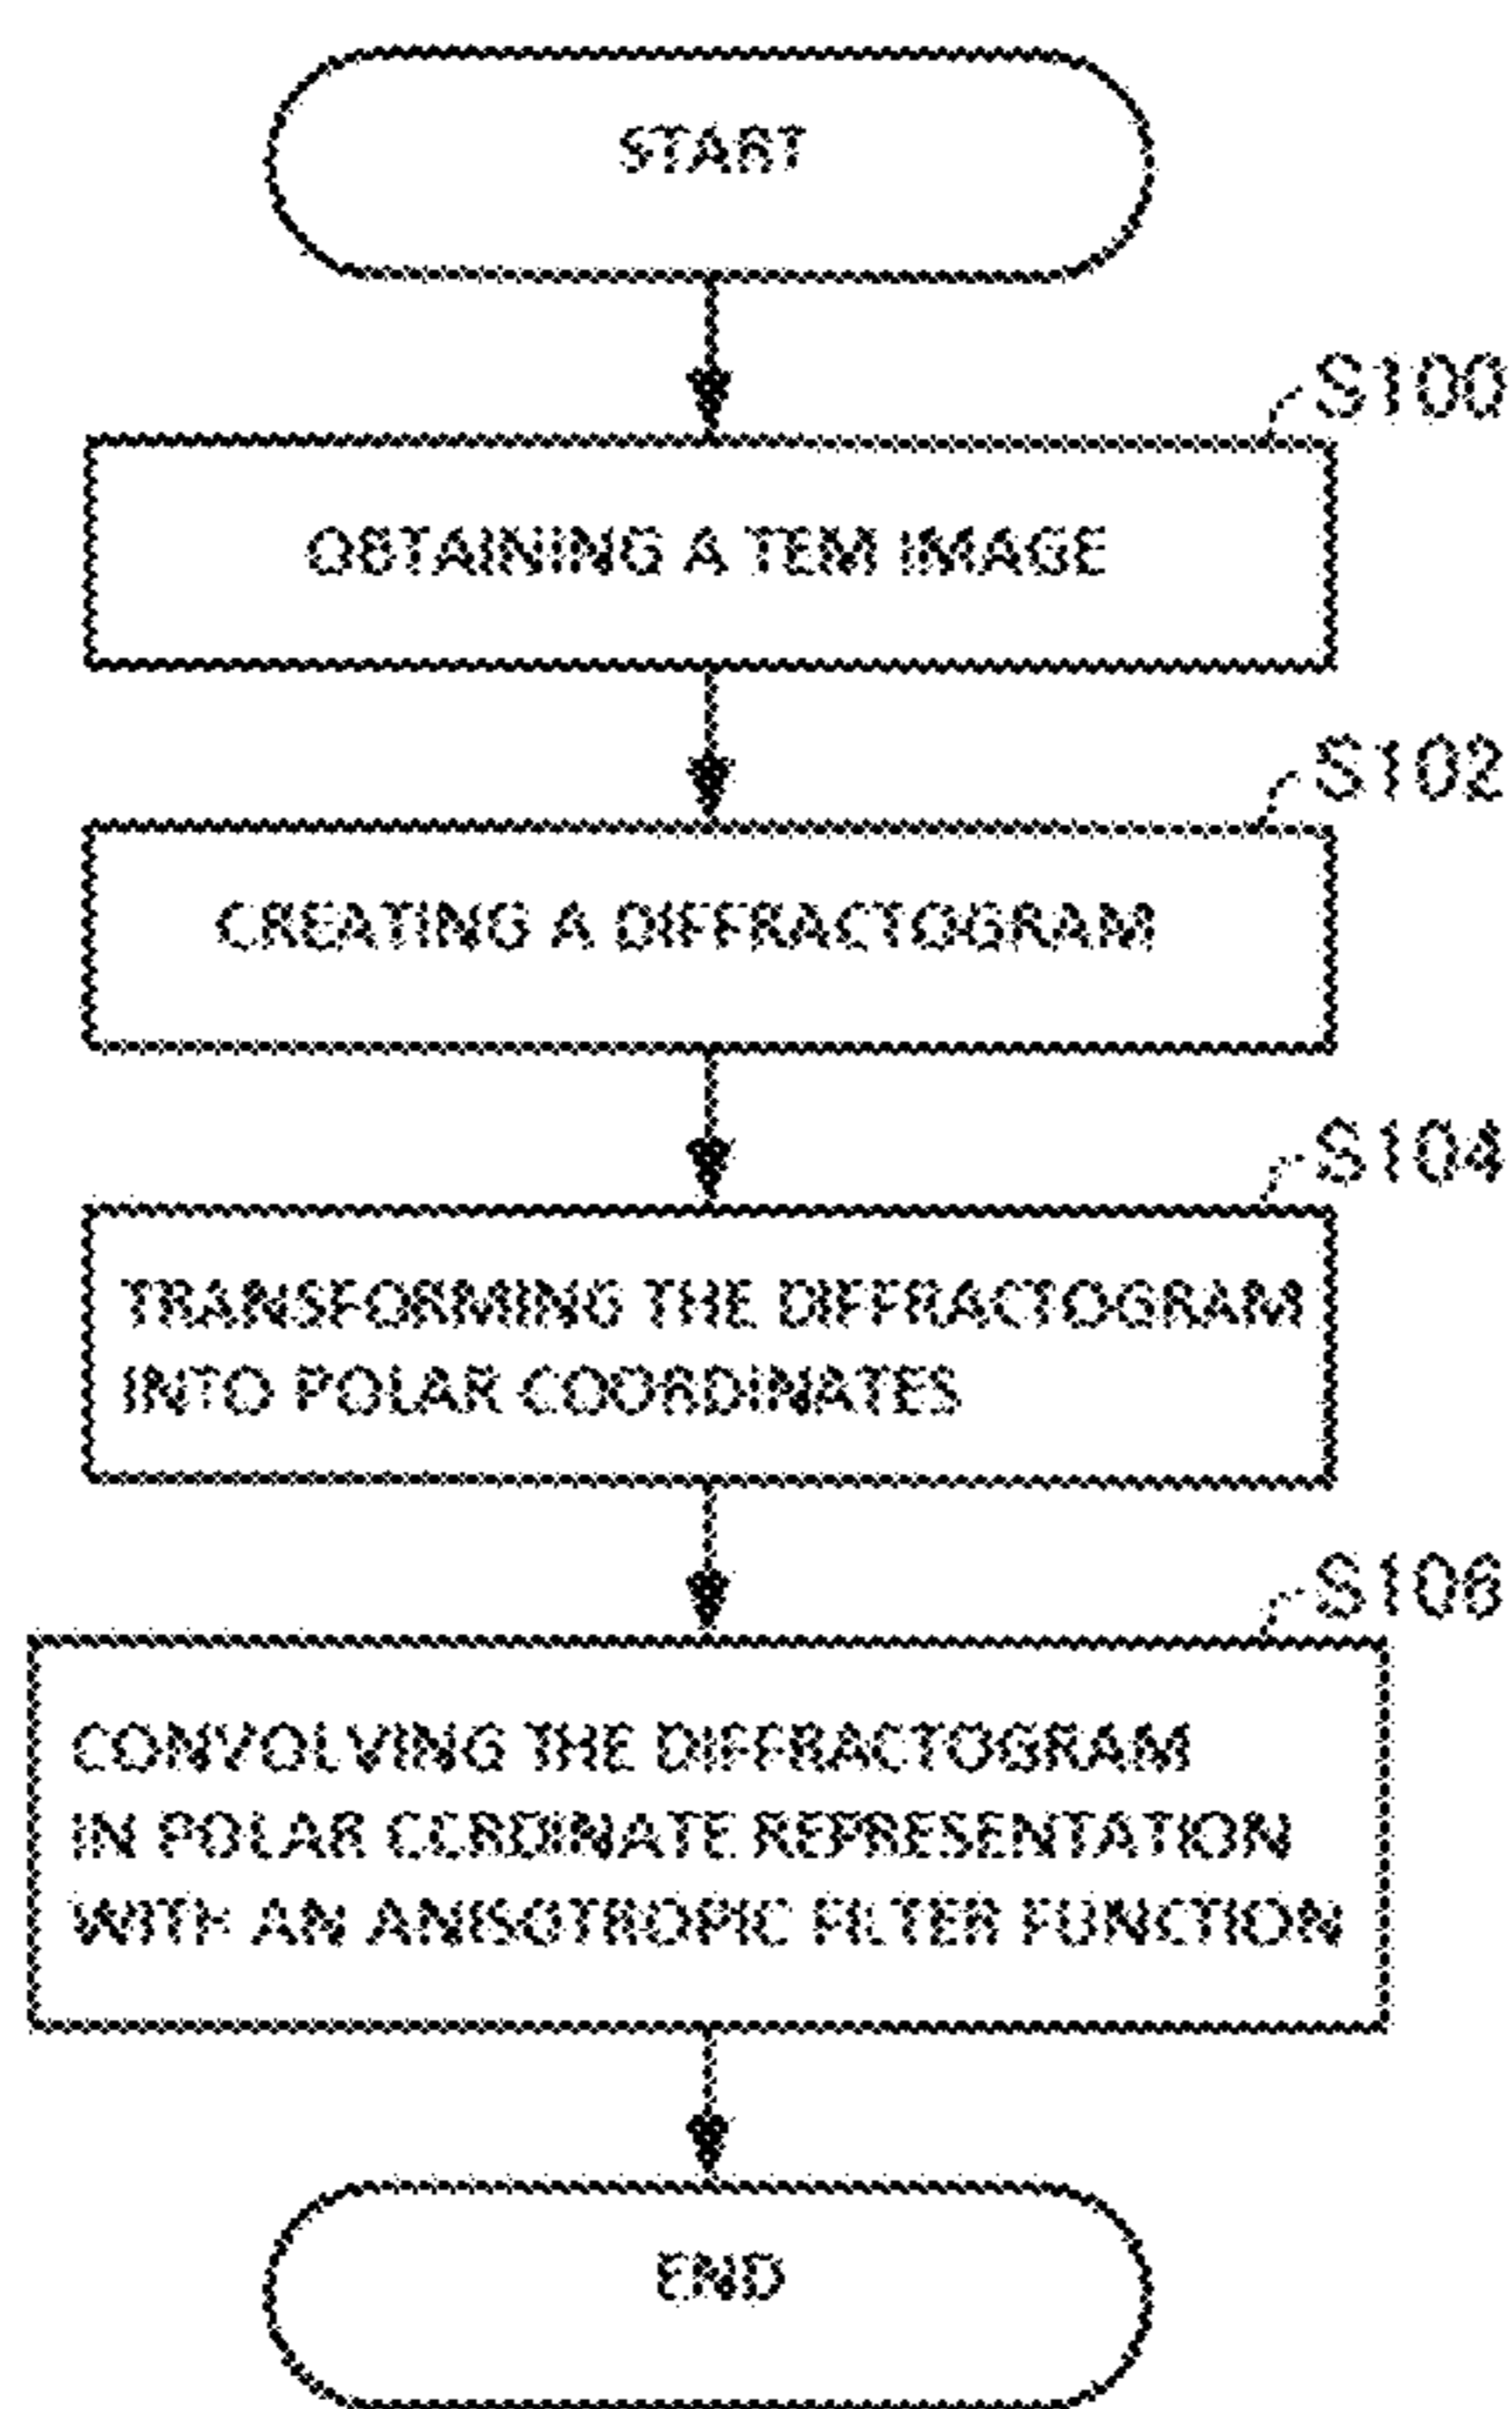 START
S100
OBTAINING A TEM IMAGE
S102
CREATING A DIFFRACTOGRAM
S104
TRANSFORMING THE DIFFRACTOGRAM
INTO POLAR COORDINATES
S106
CONVOLVING THE DIFFRACTOGRAM
IN POLAR CCRDINATE REPRESENTATION
WITH AN ANISOTROPIC FILTER FUNCTION
END